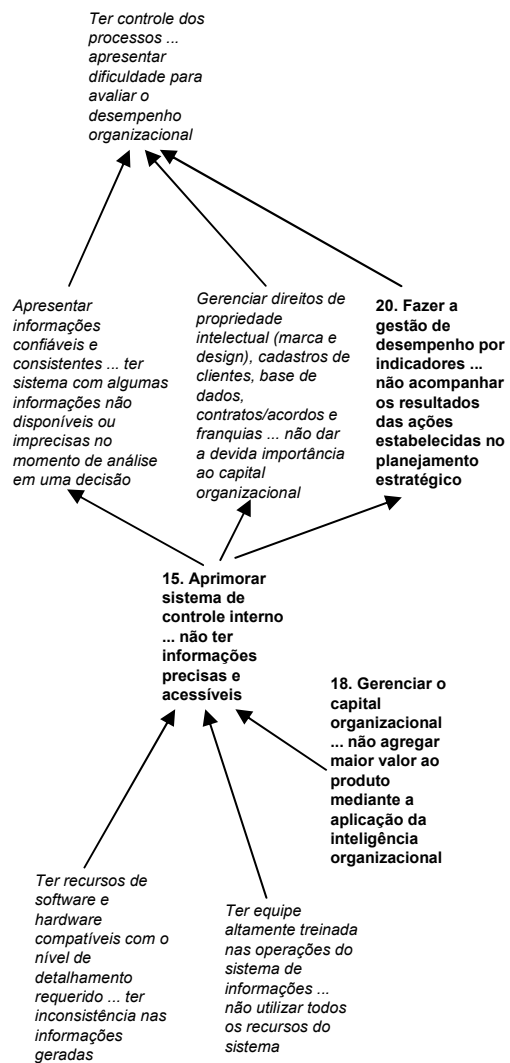 Ter controle dos
processos ...
apresentar
dificuldade para
avaliar o
desempenho
organizacional
Apresentar
informações
confiáveis e
consistentes ... ter
sistema com algumas
informações não
disponíveis ou
imprecisas no
momento de análise
em uma decisão
Gerenciar direitos de
propriedade
intelectual (marca e
design), cadastros de
clientes, base de
dados,
contratos/acordos e
franquias ... não dar
a devida importância
ao capital
organizacional
20. Fazer a
gestão de
desempenho por
indicadores ...
não acompanhar
os resultados
das ações
estabelecidas no
planejamento
estratégico
15. Aprimorar
sistema de
controle interno
... não ter
informações
precisas e
acessíveis
18. Gerenciar o
capital
organizacional
... não agregar
maior valor ao
produto
mediante a
aplicação da
inteligência
organizacional
Ter recursos de
software e
hardware
compatíveis com o
nível de
detalhamento
requerido ... ter
inconsistência nas
informações
geradas
Ter equipe
altamente treinada
nas operações do
sistema de
informações ...
não utilizar todos
os recursos do
sistema